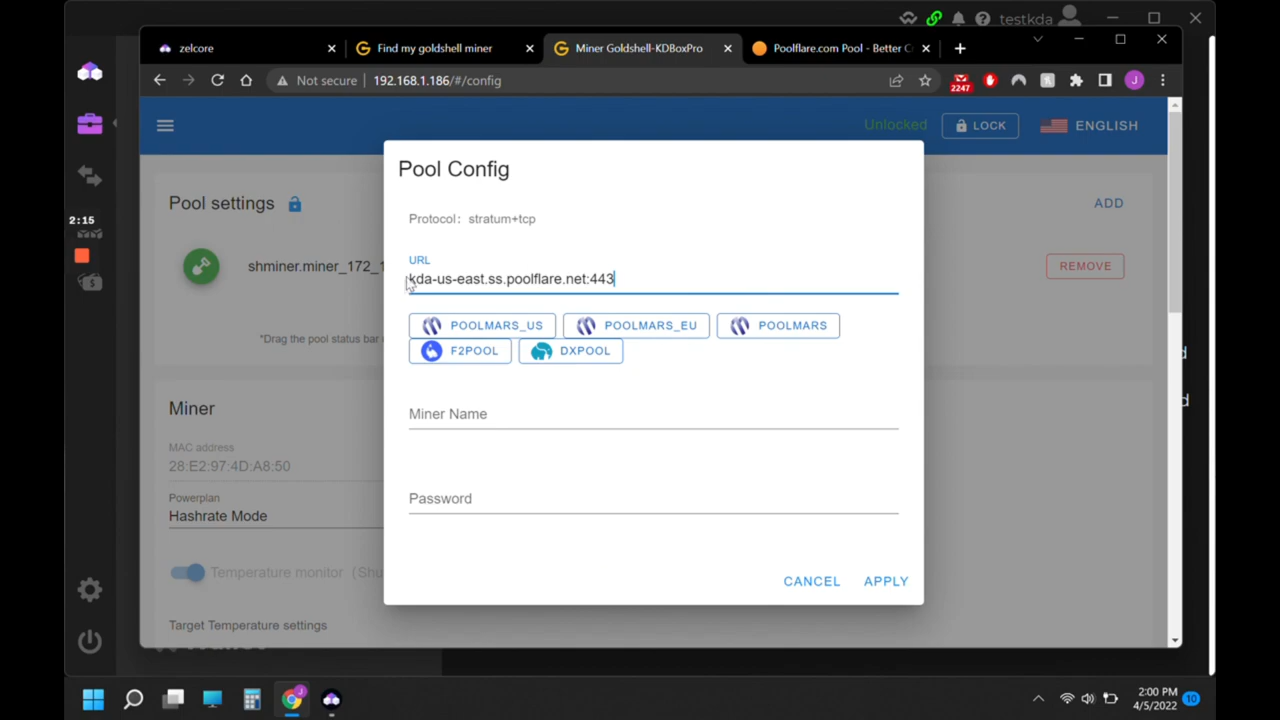 testkda
zelcore
Find my goldshell miner
Miner Goldshell-KDBoxPro
Poolflare.com Pool - Better C
Not secure
192.168.1.186/#/config
2247
J
Unlocked
LOCK
ENGLISH
Pool Config
Pool settings
ADD
2:15
Protocol: stratum+tcp
URL
kda-us-east.ss.poolflare.net:443
shminer.miner_172_1
REMOVE
POOLMARS_US
POOLMARS_EU
POOLMARS
*Drag the pool status bar
F2POOL
DXPOOL
d
d
Miner
Miner Name
MAC address
28:E2:97:4D:A8:50
Powerplan
Hashrate Mode
Password
Temperature monitor (Shu
CANCEL
APPLY
Target Temperature settings
2:00 PM
4/5/2022
10